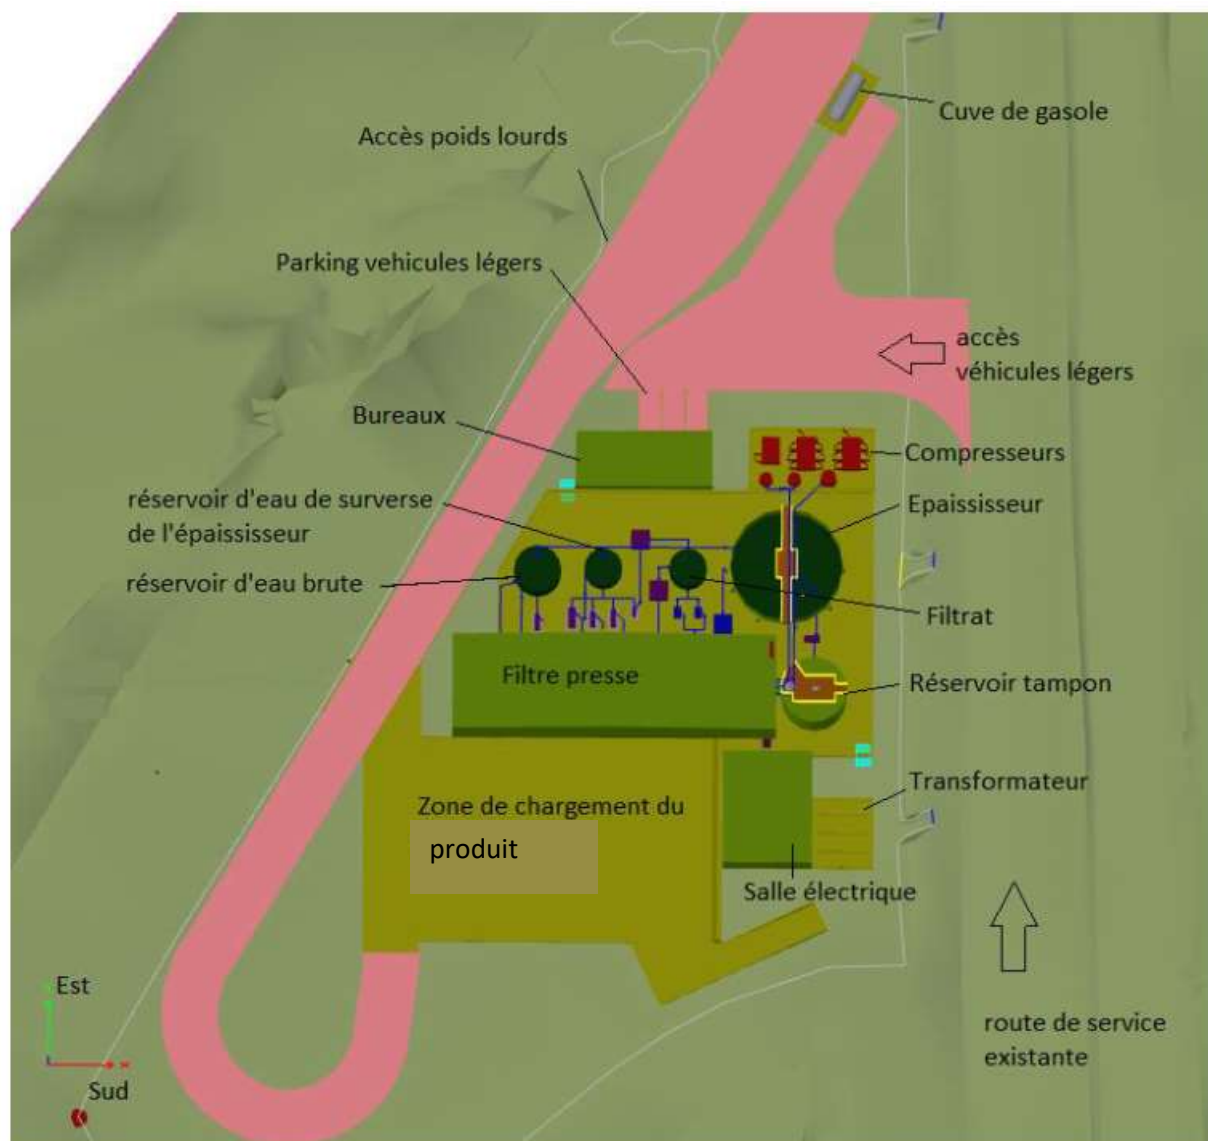 Cuve de gasole
Accès poids lourds
Parking vehicules légers
accès
véhicules légers
Bureaux
Compresseurs
réservoir d'eau de surverse
de l'épaississeur
Epaississeur
réservoir d'eau brute
Filtrat
Filtre presse
Réservoir tampon
Transformateur
Zone de chargement du
produit
Salle électrique
Est
route de service
existante
Sud